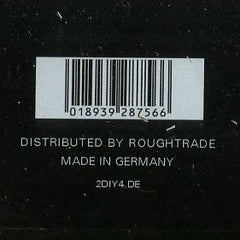 018939 287566
DISTRIBUTED BY ROUGHTRADE
MADE IN GERMANY
2DIY4.DE